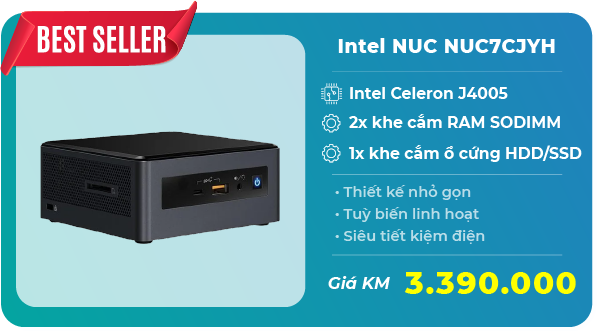 BEST SELLER
Intel NUC NUC7CJYH
Intel Celeron J4005
2x khe cắm RAM SODIMM
1x khe cắm ổ cứng HDD/SSD
• Thiết kế nhỏ gọn
• Tuỳ biến linh hoạt
• Siêu tiết kiệm điện
Giá KM 3.390.000